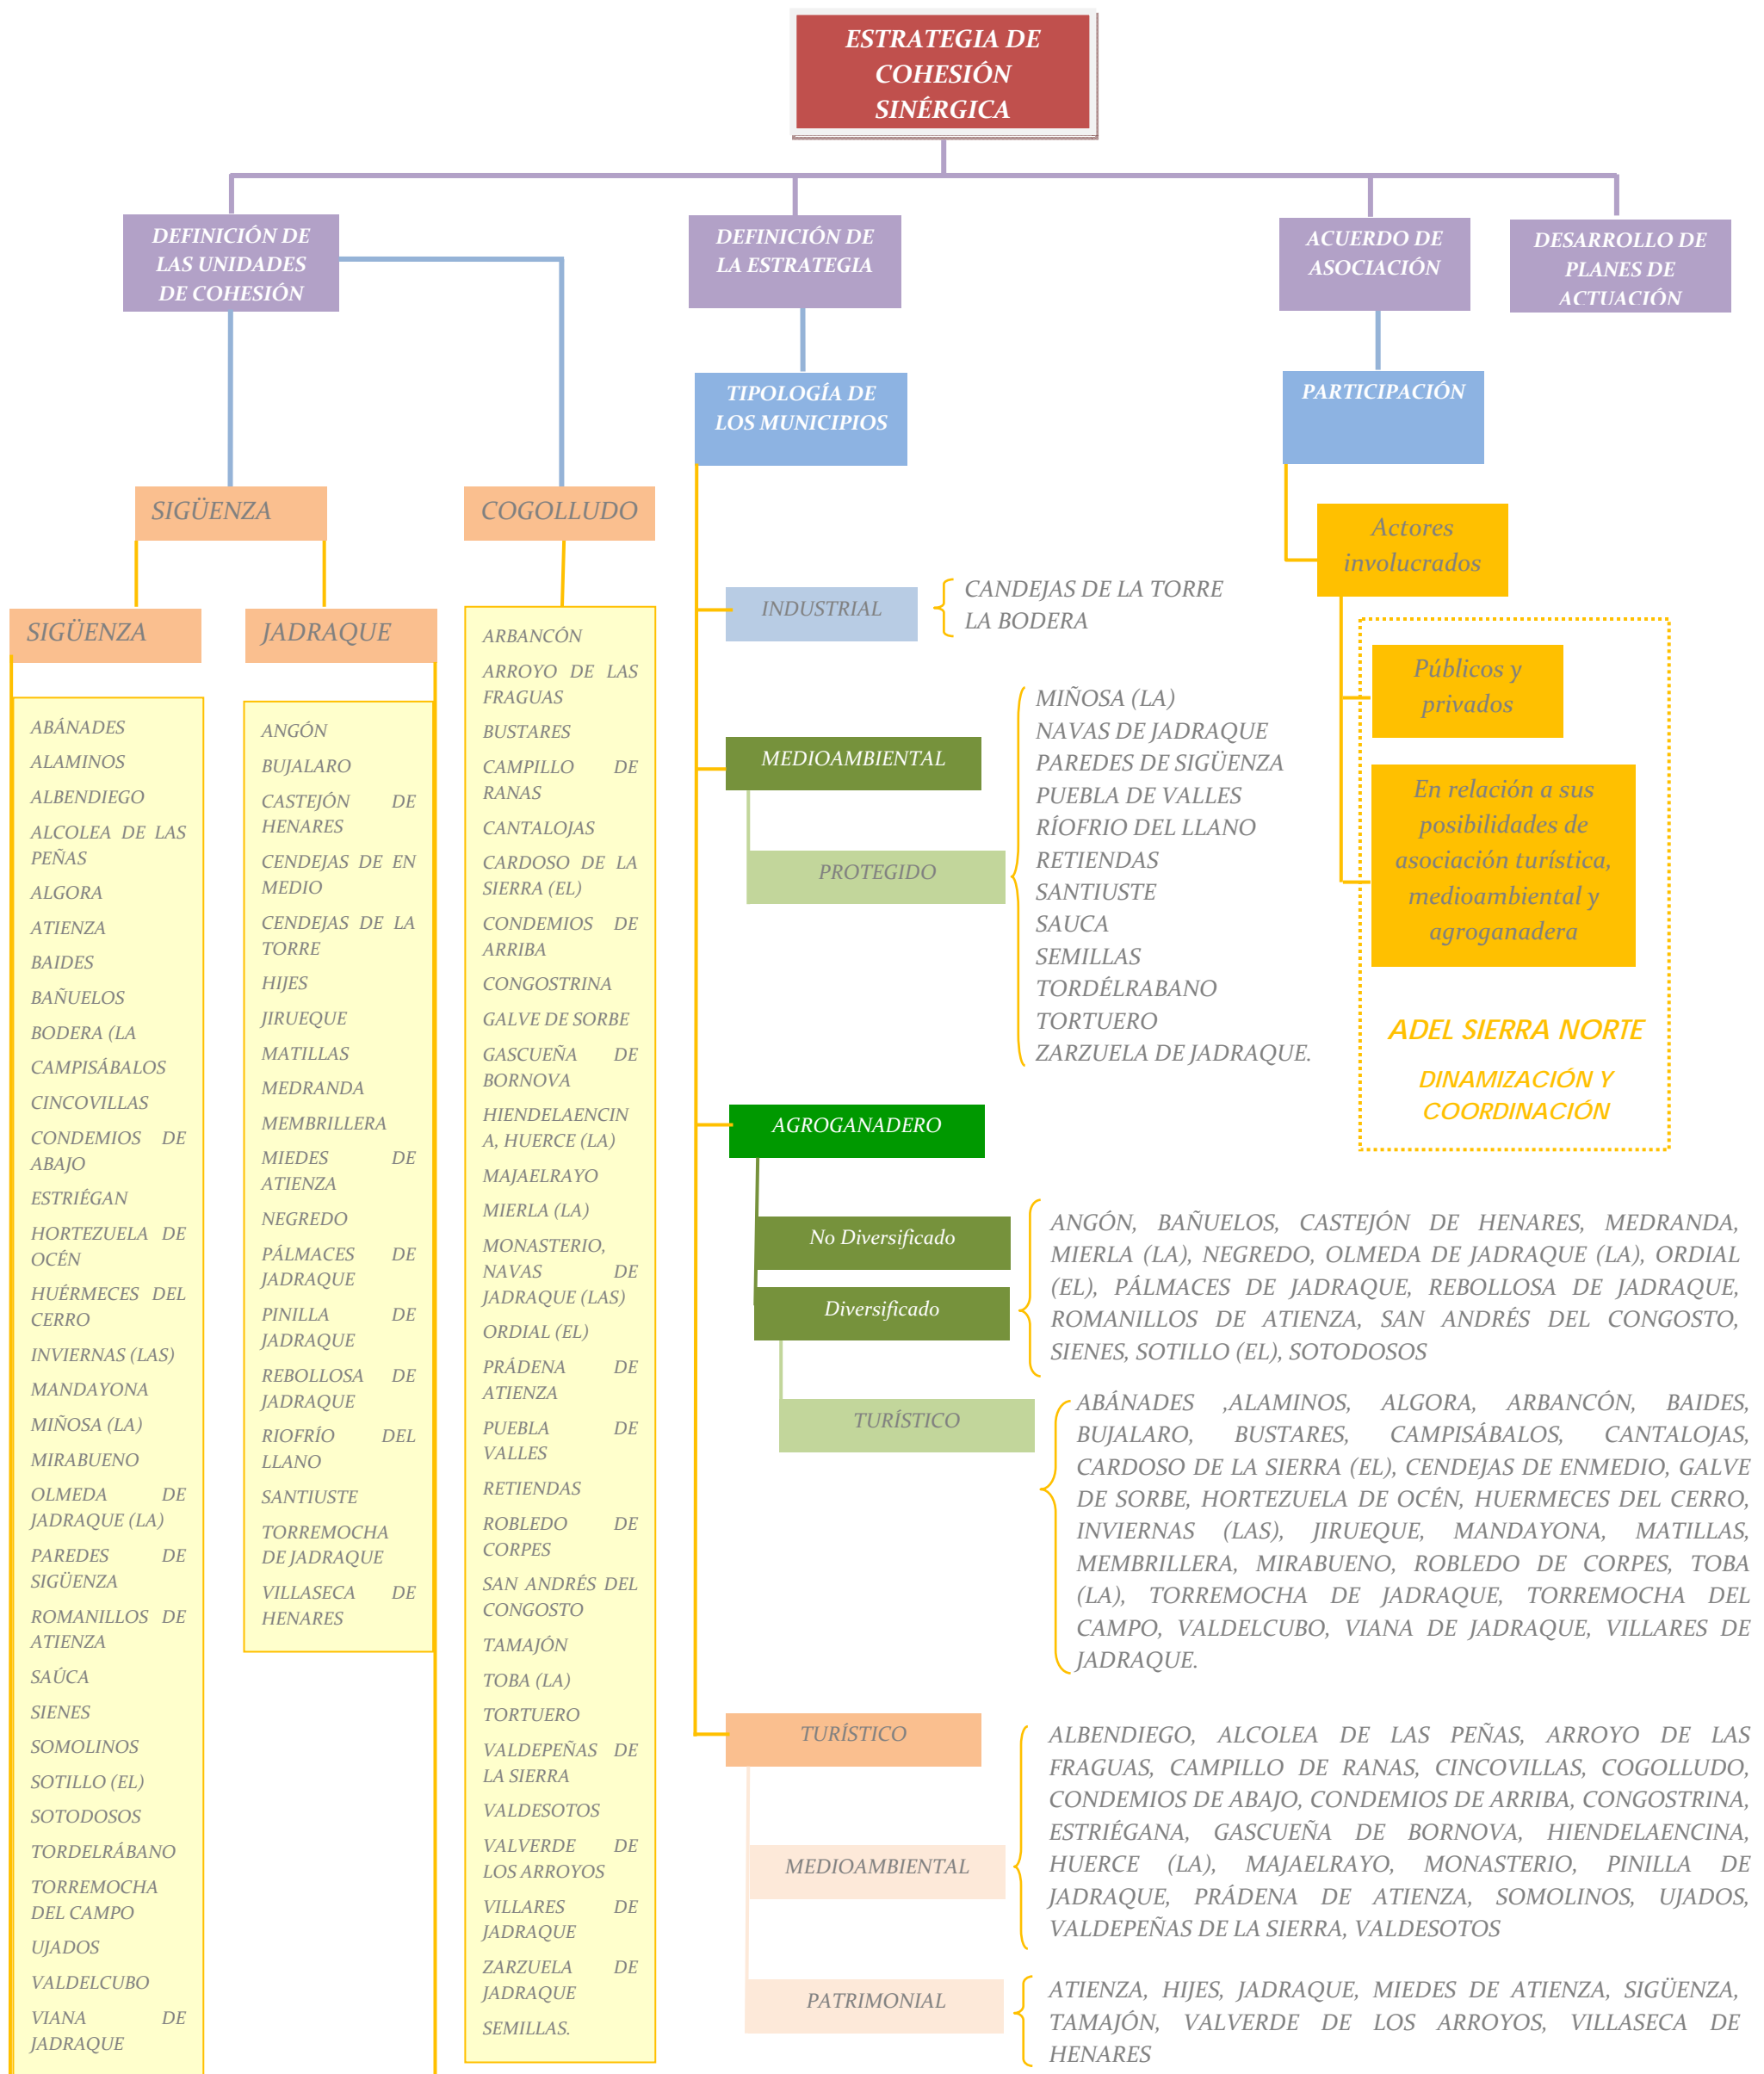 ESTRATEGIA DE
COHESIÓN
SINÉRGICA
DEFINICIÓN DE
LAS UNIDADES
DE COHESIÓN
DEFINICIÓN DE
LA ESTRATEGIA
ACUERDO DE
ASOCIACIÓN
DESARROLLO DE
PLANES DE
ACTUACIÓN
TIPOLOGÍA DE
LOS MUNICIPIOS
PARTICIPACIÓN
SIGÜENZA
COGOLLUDO
SIGÜENZA
JADRAQUE
ABÁNADES
ALAMINOS
ALBENDIEGO
ALCOLEA DE LAS
PEÑAS
ALGORA
ATIENZA
BAIDES
BAÑUELOS
BODERA (LA
CAMPISÁBALOS
CINCOVILLAS
CONDEMIOS DE
ABAJO
ESTRIÉGAN
HORTEZUELA DE
OCÉN
HUÉRMECES DEL
CERRO
INVIERNAS (LAS)
MANDAYONA
MIÑOSA (LA)
MIRABUENO
OLMEDA DE
JADRAQUE (LA)
PAREDES DE
SIGÜENZA
ROMANILLOS DE
ATIENZA
SAÚCA
SIENES
SOMOLINOS
SOTILLO (EL)
SOTODOSOS
TORDELRÁBANO
TORREMOCHA
DEL CAMPO
UJADOS
VALDELCUBO
VIANA DE
JADRAQUE
ANGÓN
BUJALARO
CASTEJÓN DE
HENARES
CENDEJAS DE EN
MEDIO
CENDEJAS DE LA
TORRE
HIJES
JIRUEQUE
MATILLAS
MEDRANDA
MEMBRILLERA
MIEDES DE
ATIENZA
NEGREDO
PÁLMACES DE
JADRAQUE
PINILLA DE
JADRAQUE
REBOLLOSA DE
JADRAQUE
RIOFRÍO DEL
LLANO
SANTIUSTE
TORREMOCHA
DE JADRAQUE
VILLASECA DE
HENARES
ARBANCÓN
ARROYO DE LAS
FRAGUAS
BUSTARES
CAMPILLO DE
RANAS
CANTALOJAS
CARDOSO DE LA
SIERRA (EL)
CONDEMIOS DE
ARRIBA
CONGOSTRINA
GALVE DE SORBE
GASCUEÑA DE
BORNOVA
HIENDELAENCIN
A, HUERCE (LA)
MAJAELRAYO
MIERLA (LA)
MONASTERIO,
NAVAS DE
JADRAQUE (LAS)
ORDIAL (EL)
PRÁDENA DE
ATIENZA
PUEBLA DE
VALLES
RETIENDAS
ROBLEDO DE
CORPES
SAN ANDRÉS DEL
CONGOSTO
TAMAJÓN
TOBA (LA)
TORTUERO
VALDEPEÑAS DE
LA SIERRA
VALDESOTOS
VALVERDE DE
LOS ARROYOS
VILLARES DE
JADRAQUE
ZARZUELA DE
JADRAQUE
SEMILLAS.
INDUSTRIAL
CANDEJAS DE LA TORRE
LA BODERA
MEDIOAMBIENTAL
PROTEGIDO
MIÑOSA (LA)
NAVAS DE JADRAQUE
PAREDES DE SIGÜENZA
PUEBLA DE VALLES
RÍOFRIO DEL LLANO
RETIENDAS
SANTIUSTE
SAUCA
SEMILLAS
TORDÉLRABANO
TORTUERO
ZARZUELA DE JADRAQUE.
AGROGANADERO
No Diversificado
Diversificado
ANGÓN, BAÑUELOS, CASTEJÓN DE HENARES, MEDRANDA,
MIERLA (LA), NEGREDO, OLMEDA DE JADRAQUE (LA), ORDIAL
(EL), PÁLMACES DE JADRAQUE, REBOLLOSA DE JADRAQUE,
ROMANILLOS DE ATIENZA, SAN ANDRÉS DEL CONGOSTO,
SIENES, SOTILLO (EL), SOTODOSOS
TURÍSTICO
ABÁNADES ,ALAMINOS, ALGORA, ARBANCÓN, BAIDES,
BUJALARO, BUSTARES, CAMPISÁBALOS, CANTALOJAS,
CARDOSO DE LA SIERRA (EL), CENDEJAS DE ENMEDIO, GALVE
DE SORBE, HORTEZUELA DE OCÉN, HUERMECES DEL CERRO,
INVIERNAS (LAS), JIRUEQUE, MANDAYONA, MATILLAS,
MEMBRILLERA, MIRABUENO, ROBLEDO DE CORPES, TOBA
(LA), TORREMOCHA DE JADRAQUE, TORREMOCHA DEL
CAMPO, VALDELCUBO, VIANA DE JADRAQUE, VILLARES DE
JADRAQUE.
TURÍSTICO
MEDIOAMBIENTAL
ALBENDIEGO, ALCOLEA DE LAS PEÑAS, ARROYO DE LAS
FRAGUAS, CAMPILLO DE RANAS, CINCOVILLAS, COGOLLUDO,
CONDEMIOS DE ABAJO, CONDEMIOS DE ARRIBA, CONGOSTRINA,
ESTRIÉGANA, GASCUEÑA DE BORNOVA, HIENDELAENCINA,
HUERCE (LA), MAJAELRAYO, MONASTERIO, PINILLA DE
JADRAQUE, PRÁDENA DE ATIENZA, SOMOLINOS, UJADOS,
VALDEPEÑAS DE LA SIERRA, VALDESOTOS
PATRIMONIAL
ATIENZA, HIJES, JADRAQUE, MIEDES DE ATIENZA, SIGÜENZA,
TAMAJÓN, VALVERDE DE LOS ARROYOS, VILLASECA DE
HENARES
Actores
involucrados
Públicos y
privados
En relación a sus
posibilidades de
asociación turística,
medioambiental y
agroganadera
ADEL SIERRA NORTE
DINAMIZACIÓN Y
COORDINACIÓN